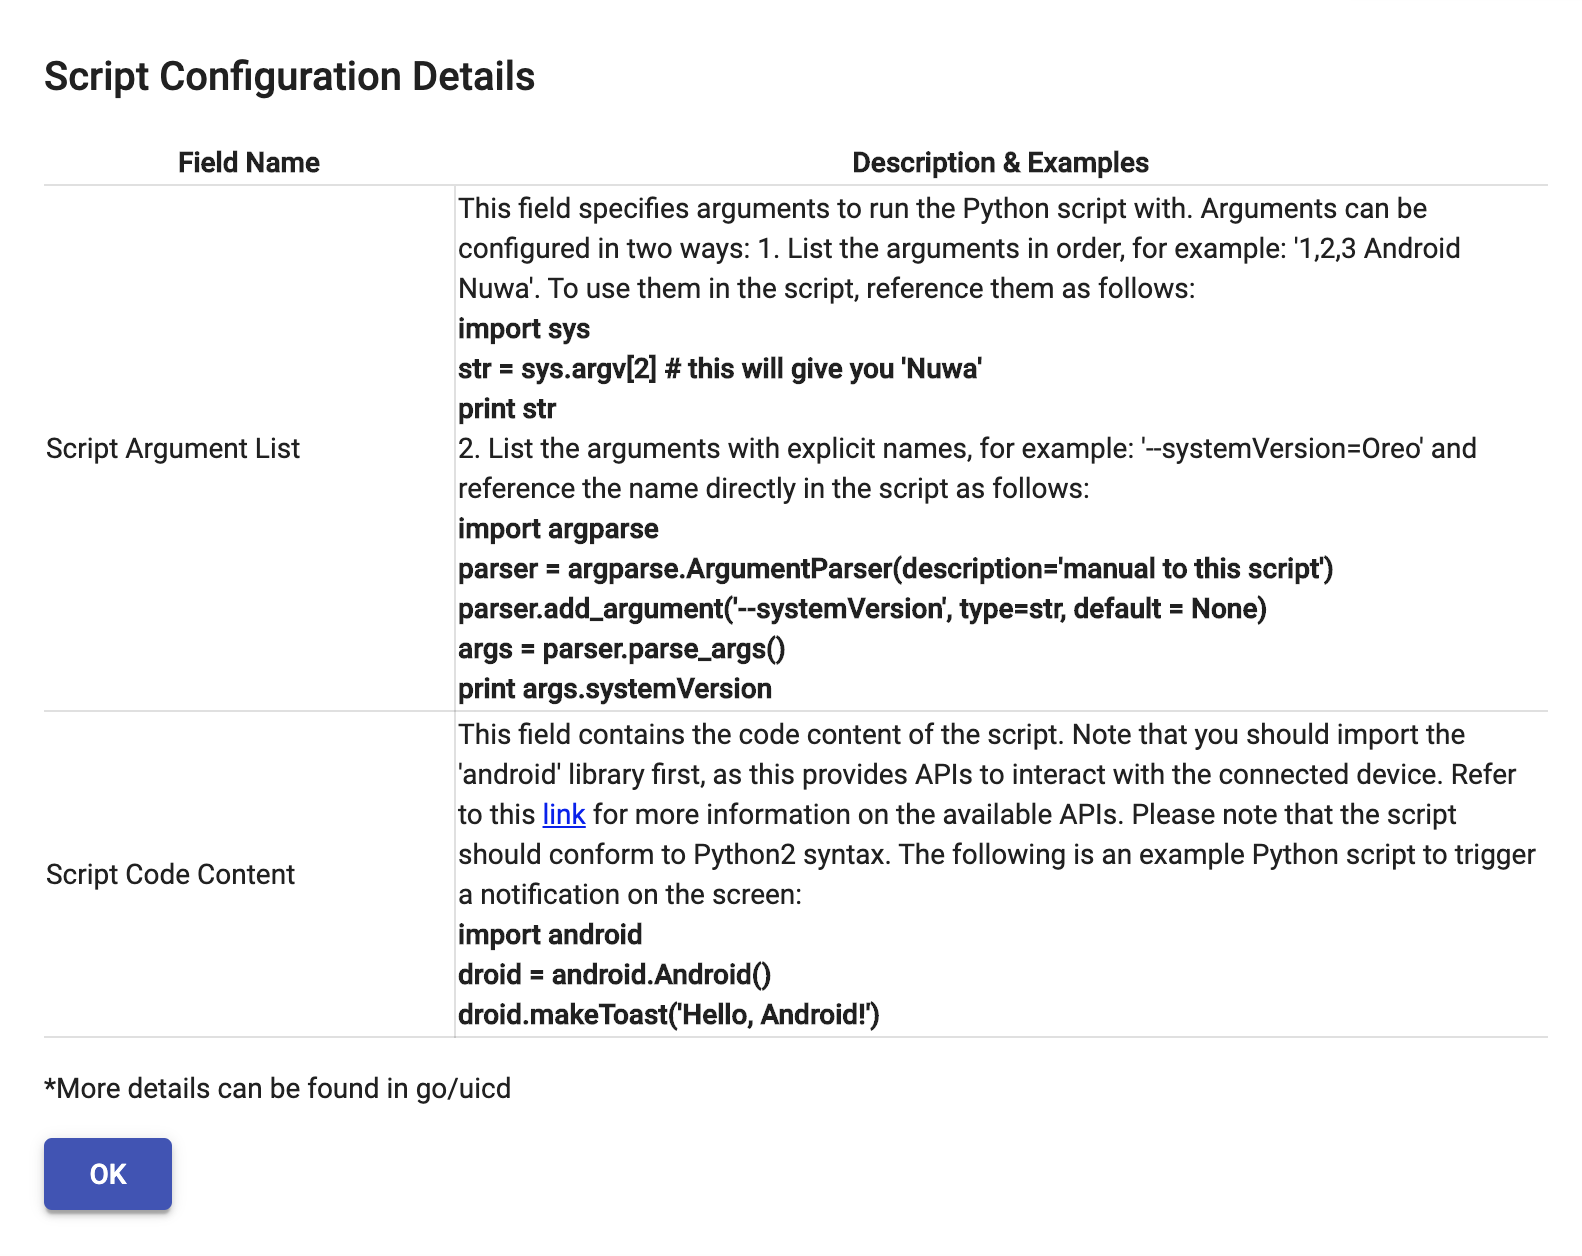 Script Configuration Details
Field Name
Description & Examples
Script Argument List
This field specifies arguments to run the Python script with. Arguments can be
configured in two ways: 1. List the arguments in order, for example: '1,2,3 Android
Nuwa'. To use them in the script, reference them as follows:
import sys
str = sys.argv[2] # this will give you 'Nuwa'
print str
2. List the arguments with explicit names, for example: '--systemVersion=Oreo' and
reference the name directly in the script as follows:
import argparse
parser = argparse.ArgumentParser(description='manual to this script')
parser.add_argument('--systemVersion', type=str, default = None)
args = parser.parse_args()
print args.systemVersion
Script Code Content
This field contains the code content of the script. Note that you should import the
'android' library first, as this provides APIs to interact with the connected device. Refer
to this link for more information on the available APIs. Please note that the script
should conform to Python2 syntax. The following is an example Python script to trigger
a notification on the screen:
import android
droid = android.Android()
droid.makeToast('Hello, Android!')
*More details can be found in go/uicd
OK